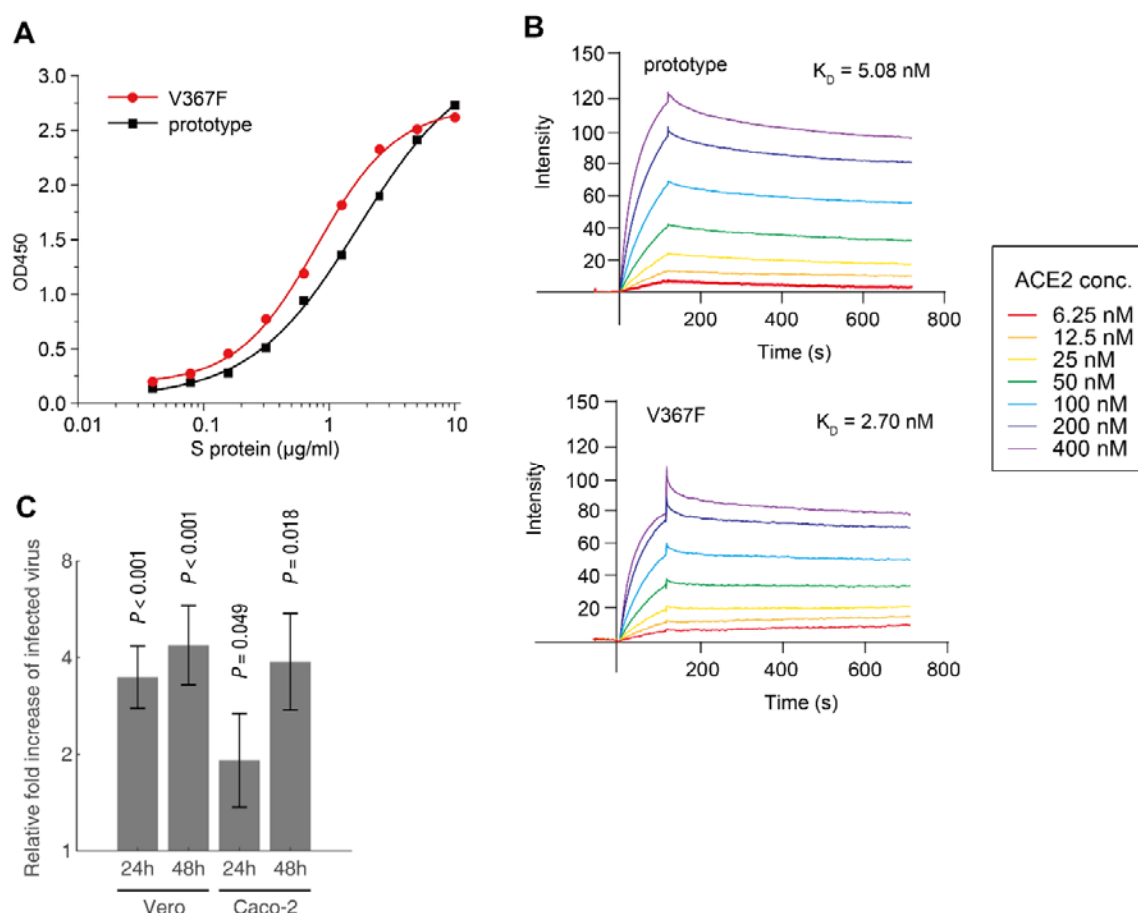 A
3.0
2.5
2.0
1.5
1.0
0.5
0.0
OD450
V367F
prototype
0.01
0.1
1
10
S protein (µg/ml)
B
150
120
100
80
60
40
20
Intensity
prototype
K_D = 5.08 nM
200
400
600
800
Time (s)
150
120
100
80
60
40
20
Intensity
V367F
K_D = 2.70 nM
200
400
600
800
Time (s)
ACE2 conc.
6.25 nM
12.5 nM
25 nM
50 nM
100 nM
200 nM
400 nM
C
8
4
2
1
Relative fold increase of infected virus
P < 0.001
P < 0.001
P = 0.049
P = 0.018
24h 48h 24h 48h
Vero Caco-2